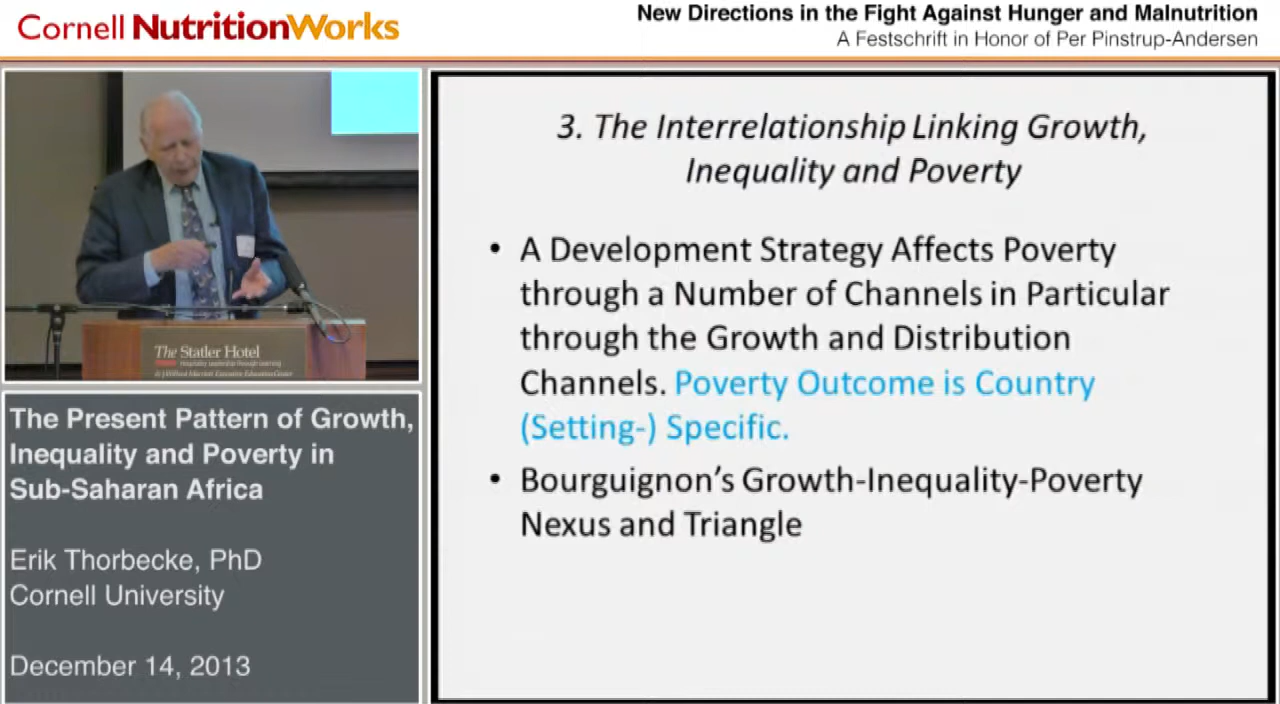 Cornell NutritionWorks
New Directions in the Fight Against Hunger and Malnutrition
A Festschrift in Honor of Per Pinstrup-Andersen
The Statler Hotel
The Present Pattern of Growth,
Inequality and Poverty in
Sub-Saharan Africa
Erik Thorbecke, PhD
Cornell University
December 14, 2013
3. The Interrelationship Linking Growth,
Inequality and Poverty
• A Development Strategy Affects Poverty
through a Number of Channels in Particular
through the Growth and Distribution
Channels. Poverty Outcome is Country
(Setting-) Specific.
• Bourguignon’s Growth-Inequality-Poverty
Nexus and Triangle